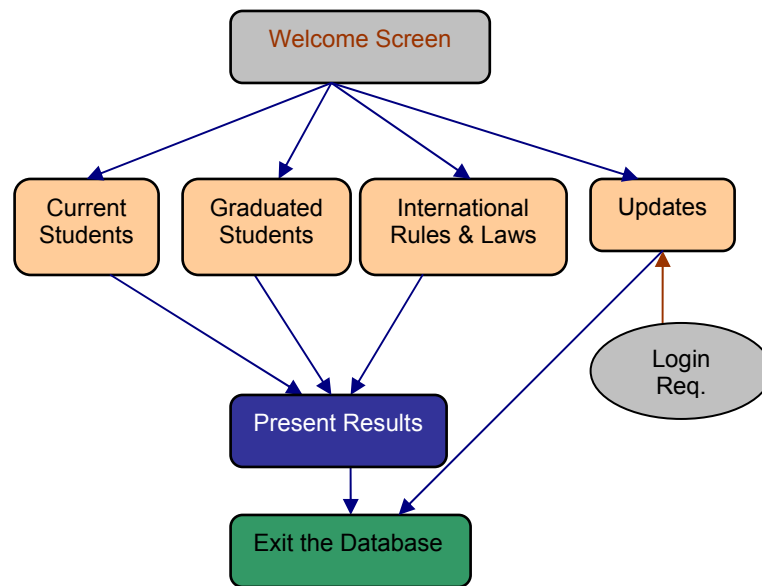 Welcome Screen
Current
Students
Graduated
Students
International
Rules & Laws
Updates
Login
Req.
Present Results
Exit the Database